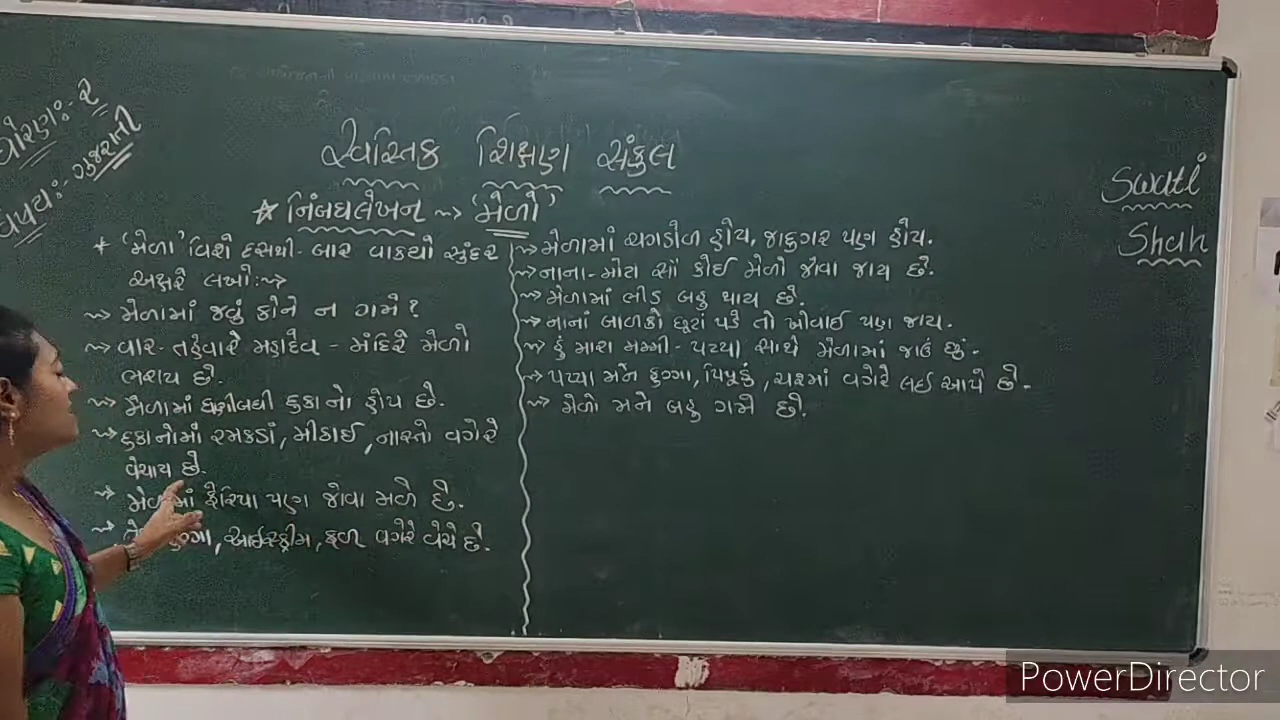 ધોરણઃ- ૨
વિષયઃ- ગુજરાતી
સ્વસ્તિક શિક્ષણ સંકુલ
Swati
Shah
☆ નિબંધલેખન ~> 'મેળો'
* 'મેળા' વિશે દસથી-બાર વાકયો સુંદર
અક્ષરે લખો:~>
~> મેળામાં જવું કોને ન ગમે?
~> વાર-તહેવારે મહાદેવ - મંદિરે મેળો
ભરાય છે.
~> મેળામાં ઘણીબધી દુકાનો હોય છે.
~> દુકાનોમાં રમકડાં, મીઠાઈ, નાસ્તો વગેરે
વેચાય છે.
~> મેળામાં ફેરિયા પણ જોવા મળે છે.
~> આઈસ્ક્રીમ, ફળ વગેરે વેચે છે.
~> મેળામાં ચગડોળ હોય, જાદુગર પણ હોય.
~> નાના-મોટા સૌ કોઈ મેળો જોવા જાય છે.
~> મેળામાં ભીડ બહુ થાય છે.
~> નાનાં બાળકો છૂટાં પડે તો ખોવાઈ પણ જાય.
~> હું મારા મમ્મી-પપ્પા સાથે મેળામાં જાઉં છું.
~> પપ્પા મને ફુગ્ગા, પિપૂડું, ચશ્માં વગેરે લઈ આપે છે.
~> મેળો મને બહુ ગમે છે.
PowerDirector